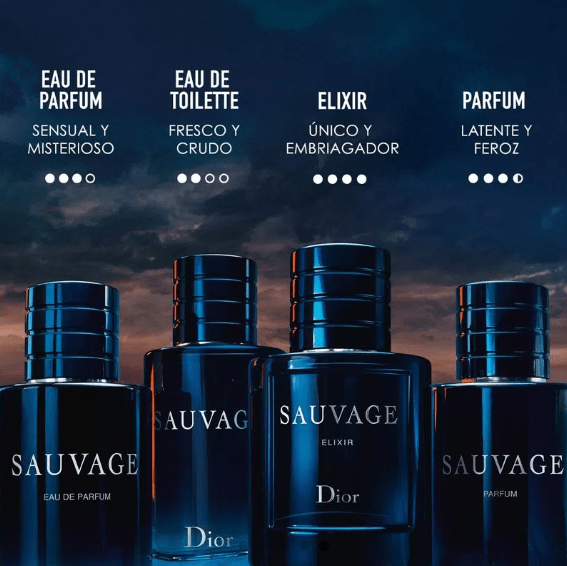 EAU DE
PARFUM
SENSUAL Y
MISTERIOSO
EAU DE
TOILETTE
FRESCO Y
CRUDO
ELIXIR
ÚNICO Y
EMBRIAGADOR
PARFUM
LATENTE Y
FEROZ
SAUVAGE
EAU DE PARFUM
SAUVAG
Dior
SAUVAGE
ELIXIR
Dior
SAUVAGE
PARFUM